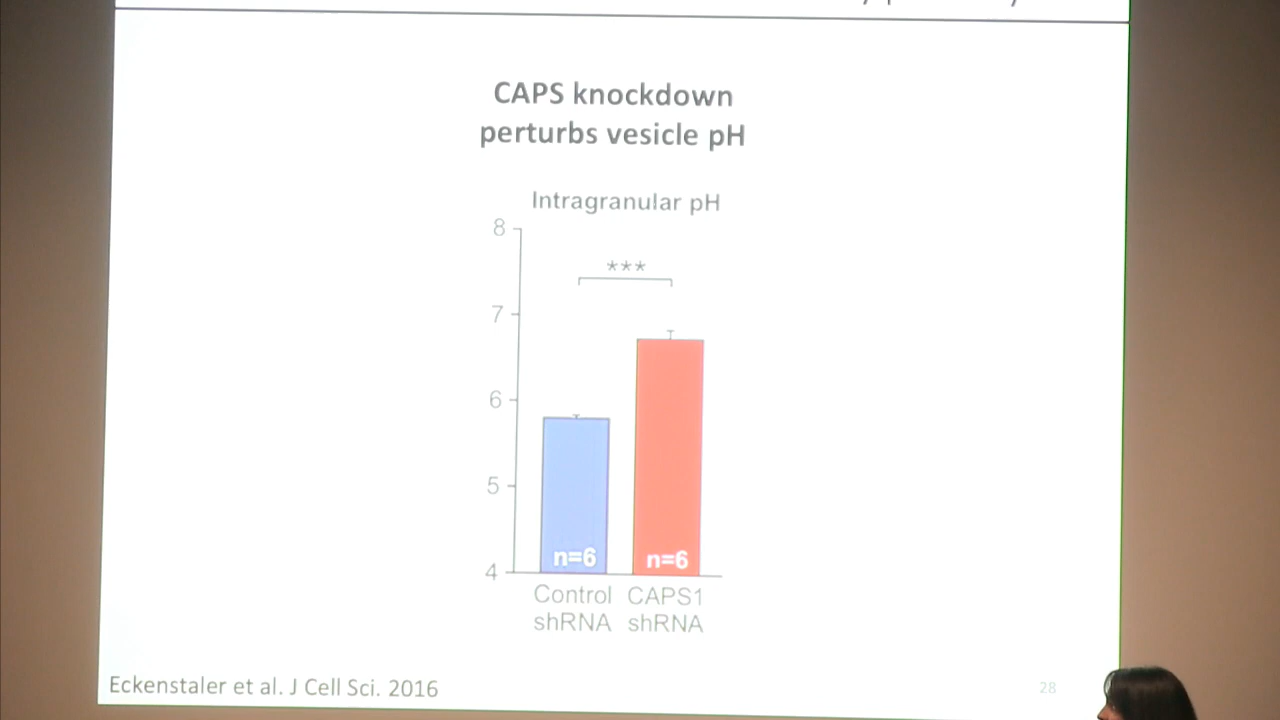 CAPS knockdown
perturbs vesicle pH
Intragranular pH
8
***
7
6
5
n=6 n=6
4
Control CAPS1
shRNA shRNA
Eckenstaler et al. J Cell Sci. 2016
28